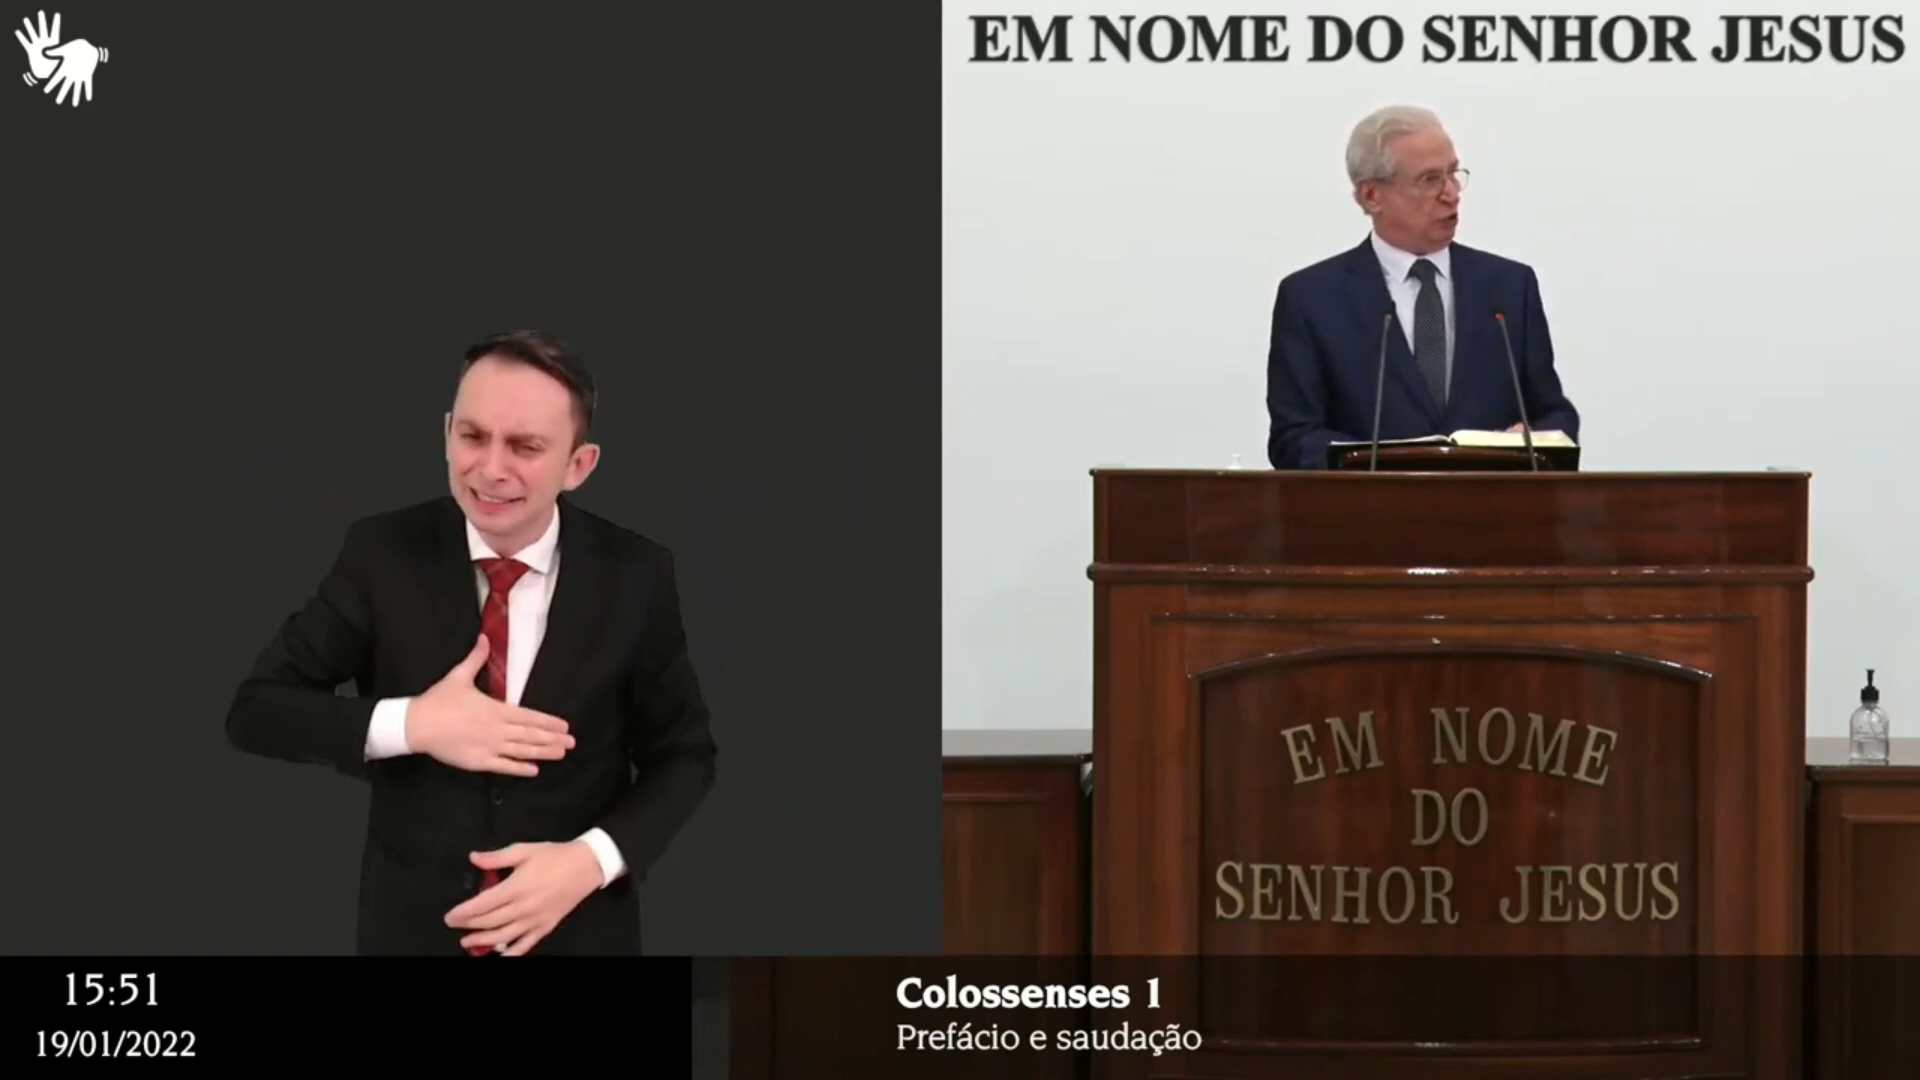 EM NOME DO SENHOR JESUS
EM NOME
DO
SENHOR JESUS
15:51
19/01/2022
Colossenses 1
Prefácio e saudação